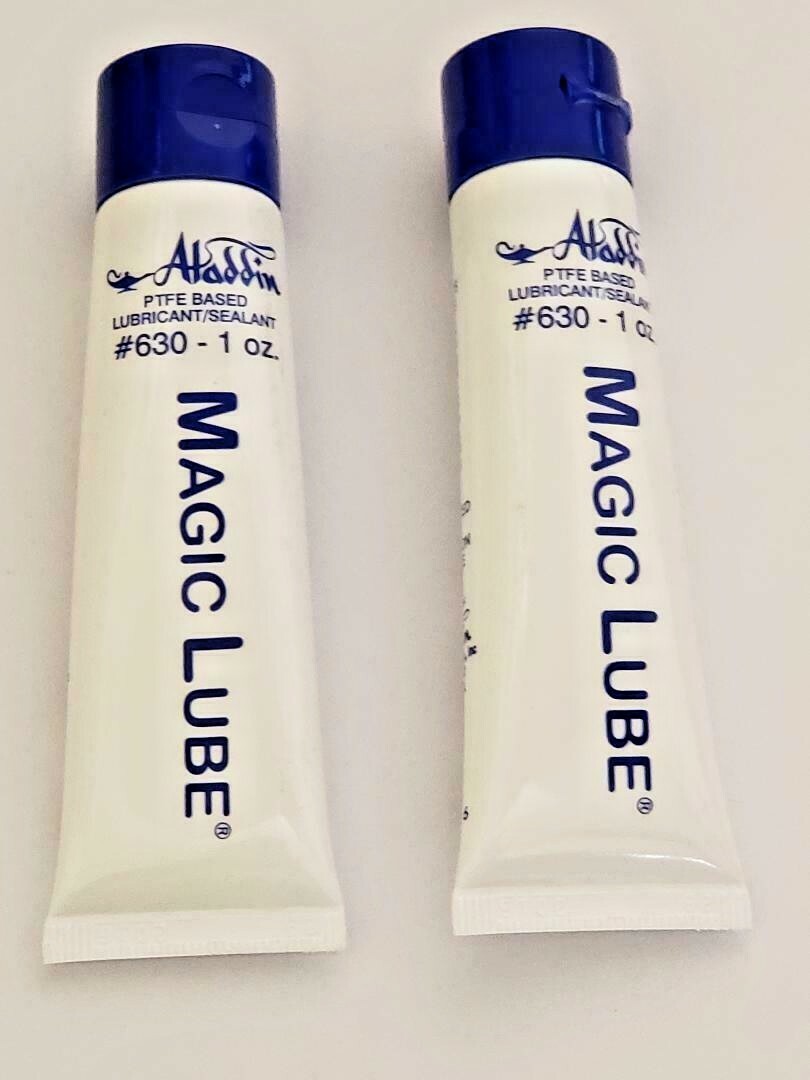 Aladdin
PTFE BASED
LUBRICANT/SEALANT
#630 - 1 oz.
MAGIC LUBE®
Aladdin
PTFE BASED
LUBRICANT/SEALAN
#630 - 1 oz
MAGIC LUBE®